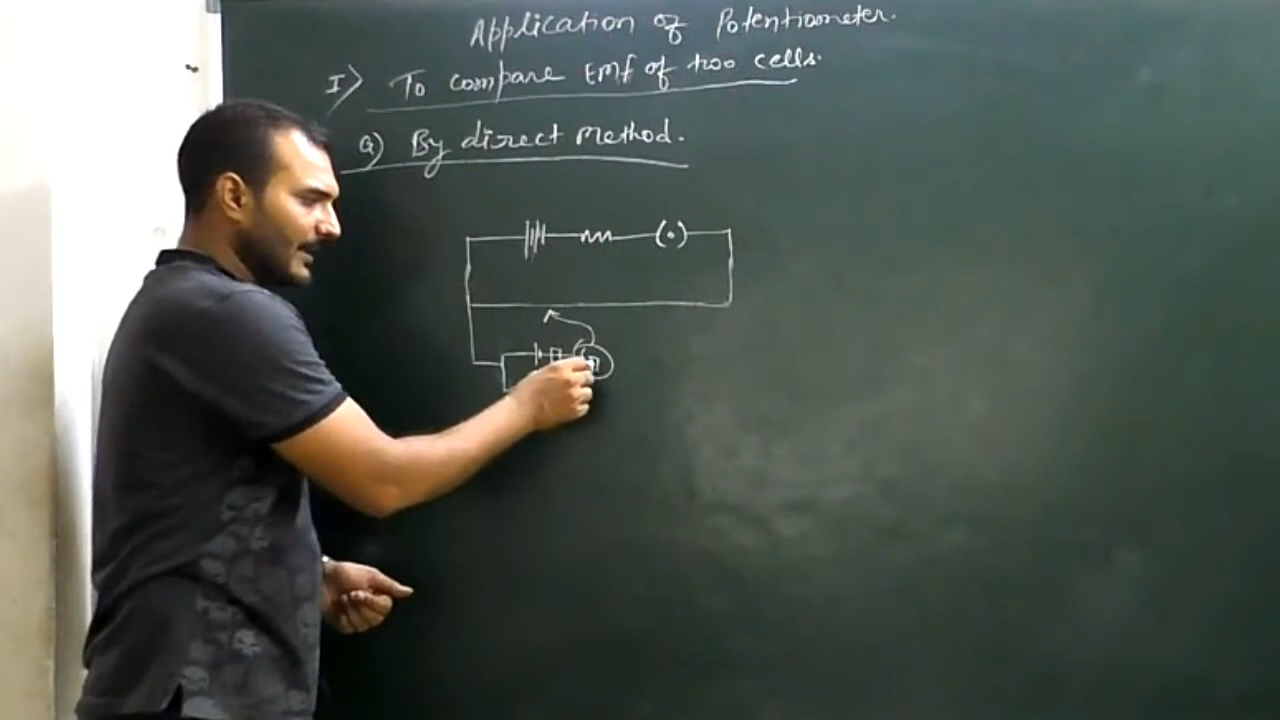 Application of Potentiometer.
I> To compare EMf of two cells.
a) By direct Method.